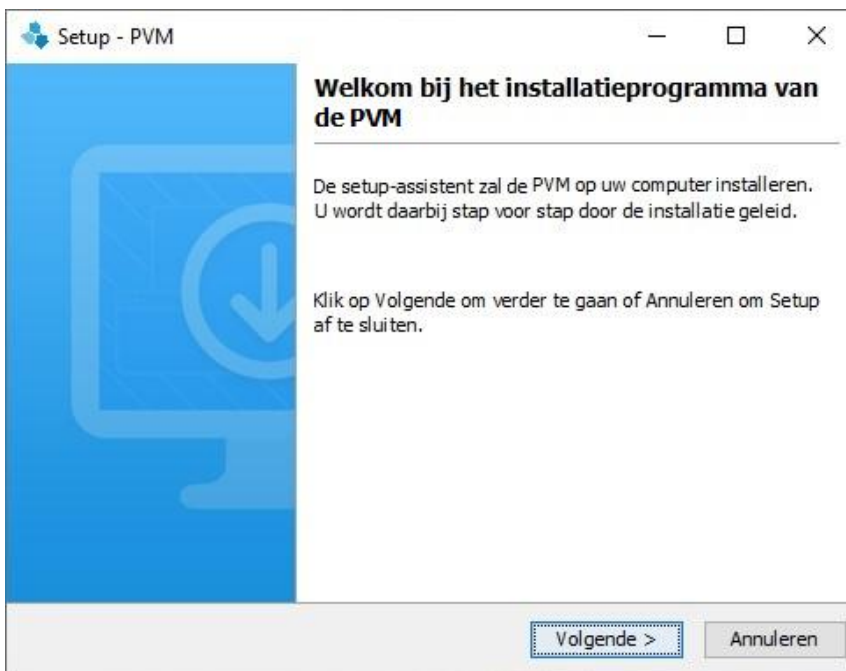 Setup - PVM
Welkom bij het installatieprogramma van
de PVM
De setup-assistent zal de PVM op uw computer installeren.
U wordt daarbij stap voor stap door de installatie geleid.
Klik op Volgende om verder te gaan of Annuleren om Setup
af te sluiten.
Volgende >
Annuleren